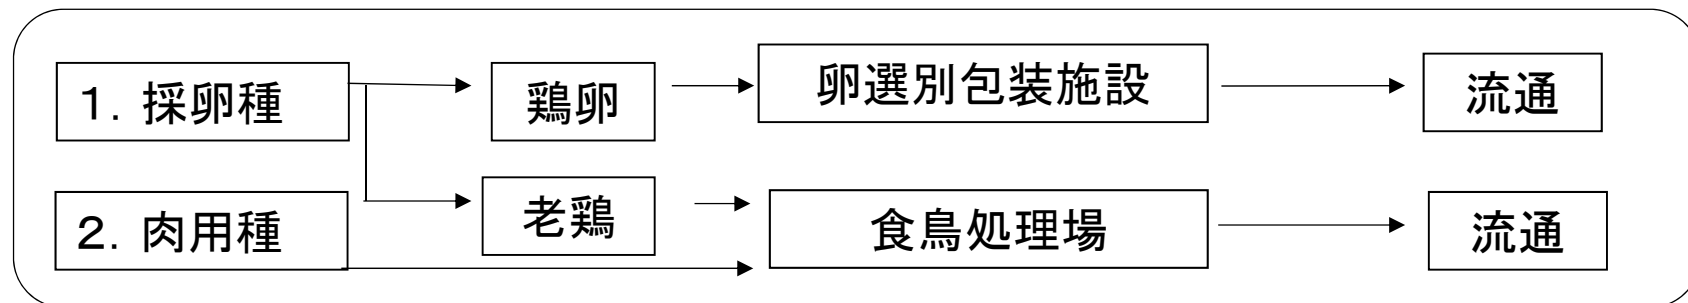 1．採卵種
鶏卵
卵選別包装施設
流通
2．肉用種
老鶏
食鳥処理場
流通